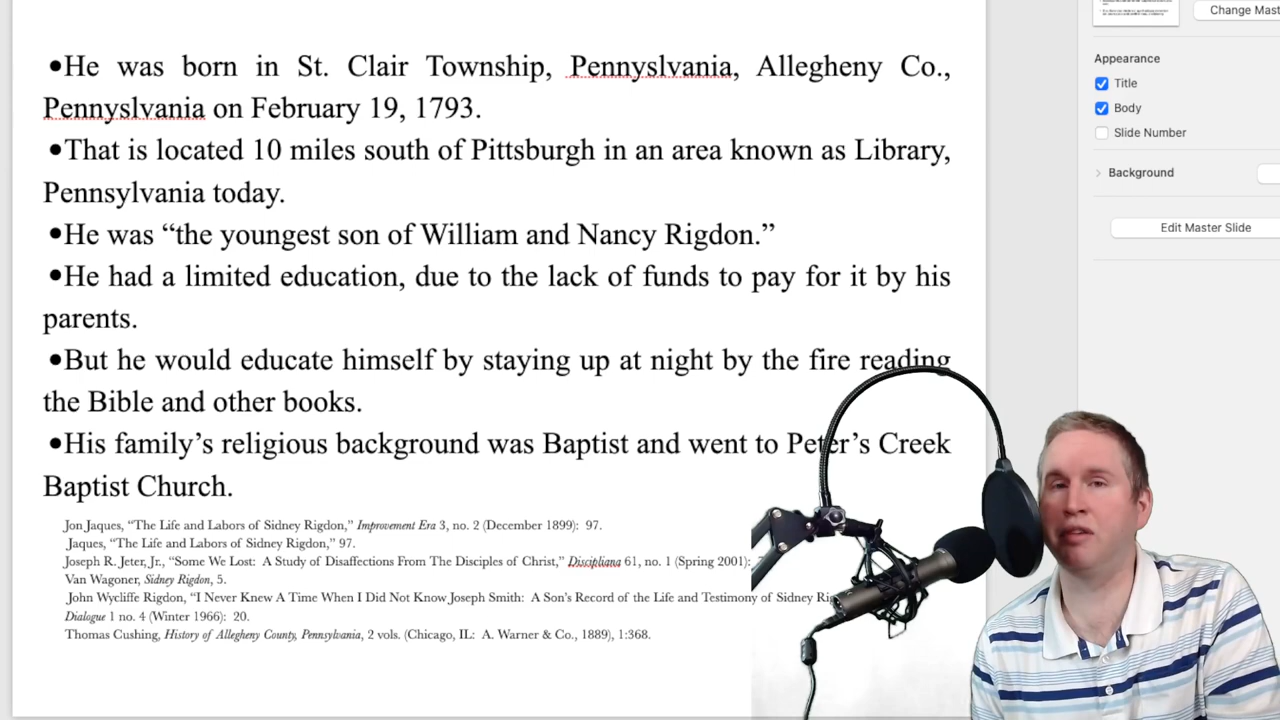 •He was born in St. Clair Township, Pennyslvania, Allegheny Co.,
Pennyslvania on February 19, 1793.
•That is located 10 miles south of Pittsburgh in an area known as Library,
Pennsylvania today.
•He was “the youngest son of William and Nancy Rigdon.”
•He had a limited education, due to the lack of funds to pay for it by his
parents.
•But he would educate himself by staying up at night by the fire reading
the Bible and other books.
•His family’s religious background was Baptist and went to Peter’s Creek
Baptist Church.
Jon Jaques, “The Life and Labors of Sidney Rigdon,” Improvement Era 3, no. 2 (December 1899): 97.
Jaques, “The Life and Labors of Sidney Rigdon,” 97.
Joseph R. Jeter, Jr., “Some We Lost: A Study of Disaffections From The Disciples of Christ,” Discipliana 61, no. 1 (Spring 2001):
Van Wagoner, Sidney Rigdon, 5.
John Wycliffe Rigdon, “I Never Knew A Time When I Did Not Know Joseph Smith: A Son’s Record of the Life and Testimony of Sidney
Dialogue 1 no. 4 (Winter 1966): 20.
Thomas Cushing, History of Allegheny County, Pennsylvania, 2 vols. (Chicago, IL: A. Warner & Co., 1889), 1:368.
Change Mast
Appearance
Title
Body
Slide Number
Background
Edit Master Slide